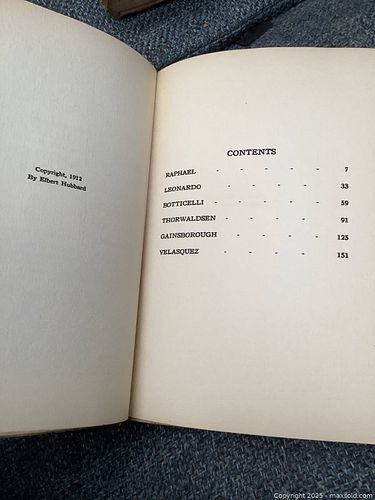 Copyright, 1912
By Elbert Hubbard
CONTENTS
RAPHAEL - - - - - 7
LEONARDO - - - - 33
BOTTICELLI - - - - - 59
THORWALDSEN - - - - 91
GAINSBOROUGH - - - - 125
VELASQUEZ - - - - 151
Copyright 2025 - maxsold.com